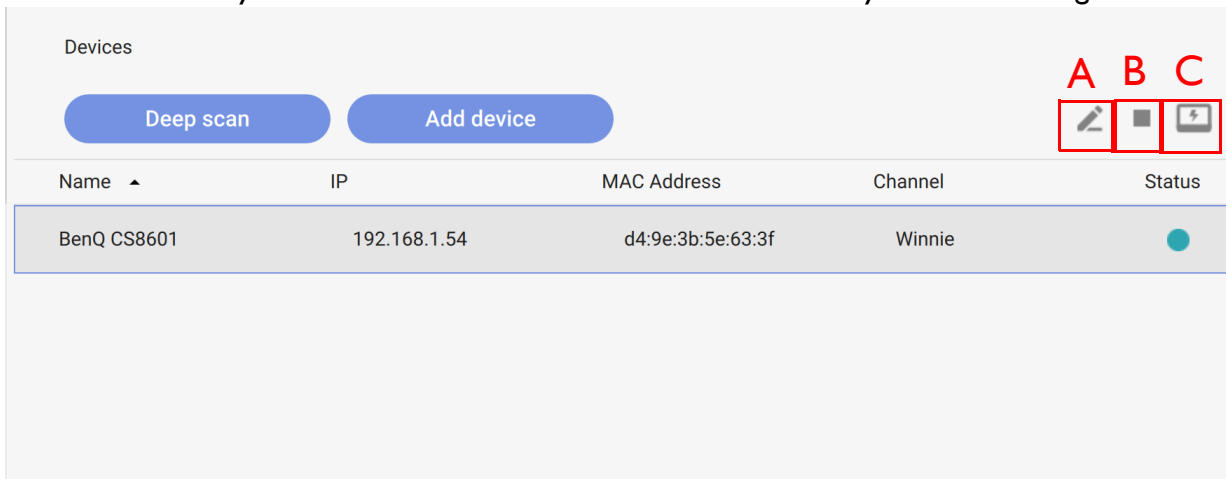 Devices
A B C
Deep scan Add device
Name IP MAC Address Channel Status
BenQ CS8601 192.168.1.54 d4:9e:3b:5e:63:3f Winnie